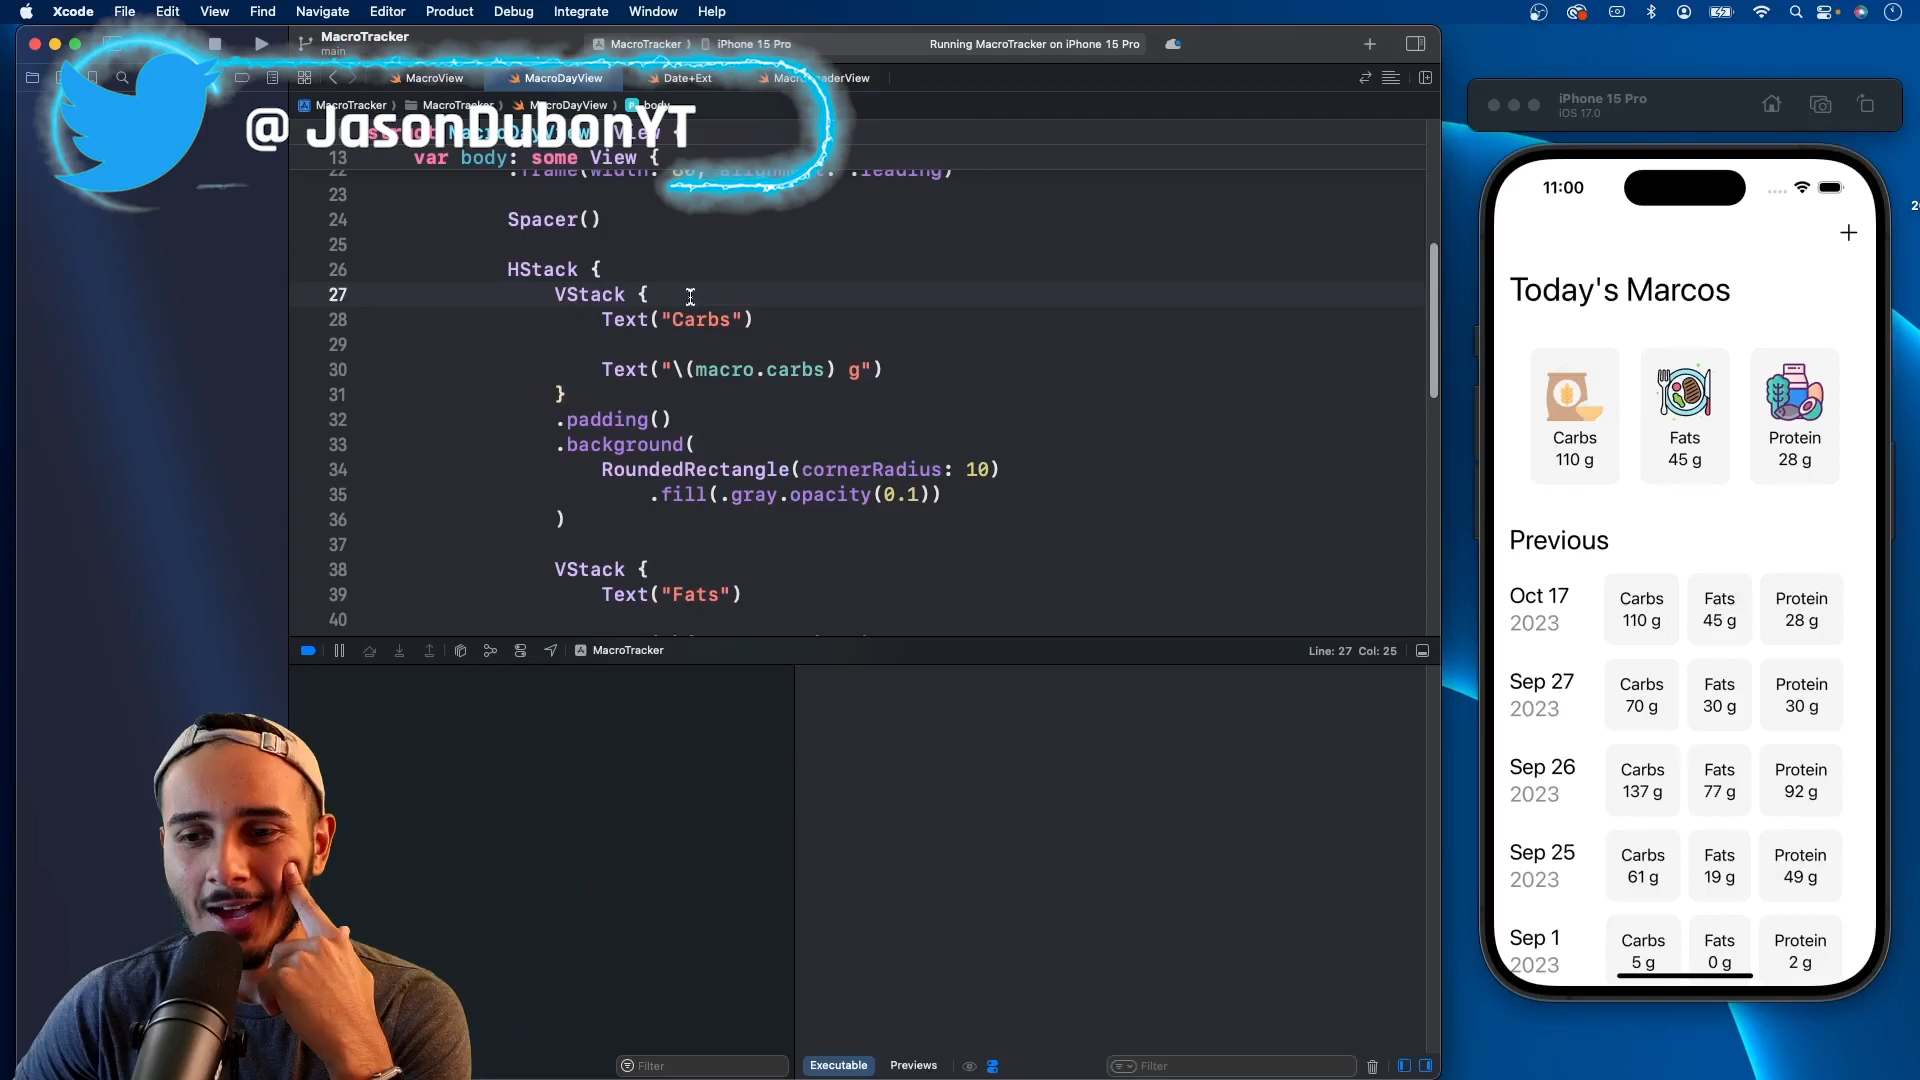 Xcode File Edit View Find Navigate Editor Product Debug Integrate Window Help
MacroTracker
main
MacroTracker iPhone 15 Pro
Running MacroTracker on iPhone 15 Pro
MacroView MacroDayView Date+Ext
MacroTracker MacroTracker MacroDayView body
@ JasonDubonYT
13 var body: some View {
22
23
24 Spacer()
25
26 HStack {
27 VStack {
28 Text("Carbs")
29
30 Text("\(macro.carbs) g")
31 }
32 .padding()
33 .background(
34 RoundedRectangle(cornerRadius: 10)
35 .fill(.gray.opacity(0.1))
36 )
37
38 VStack {
39 Text("Fats")
40
MacroTracker
Line: 27 Col: 25
Filter
Executable Previews
Filter
iPhone 15 Pro
iOS 17.0
11:00
+
Today's Marcos
Carbs Fats Protein
110 g 45 g 28 g
Previous
Oct 17 Carbs Fats Protein
2023 110 g 45 g 28 g
Sep 27 Carbs Fats Protein
2023 70 g 30 g 30 g
Sep 26 Carbs Fats Protein
2023 137 g 77 g 92 g
Sep 25 Carbs Fats Protein
2023 61 g 19 g 49 g
Sep 1 Carbs Fats Protein
2023 5 g 0 g 2 g